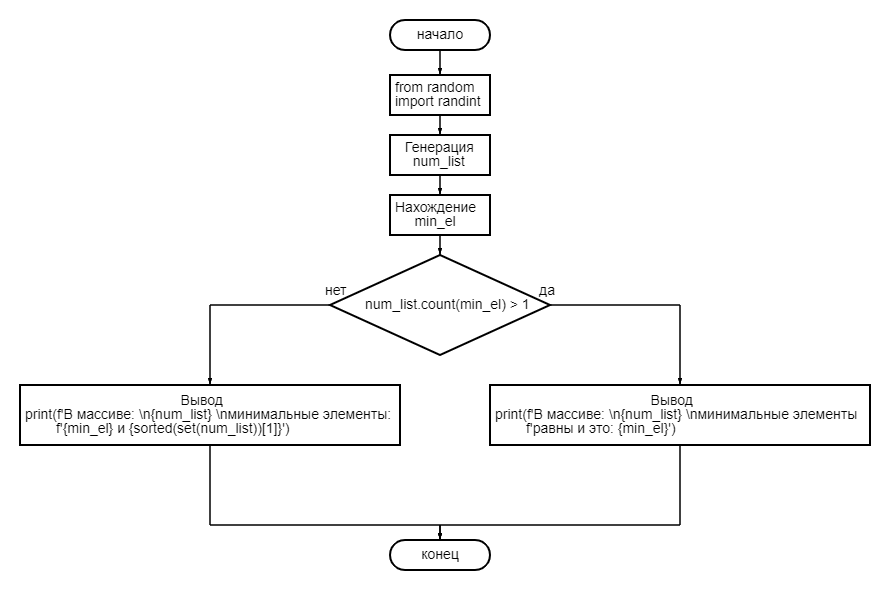 начало
from random
import randint
Генерация
num_list
Нахождение
min_el
нет
да
num_list.count(min_el) > 1
Вывод
print(f'В массиве: \n{num_list} \nминимальные элементы:
f'{min_el} и {sorted(set(num_list))[1]}')
Вывод
print(f'В массиве: \n{num_list} \nминимальные элементы
f'равны и это: {min_el}')
конец